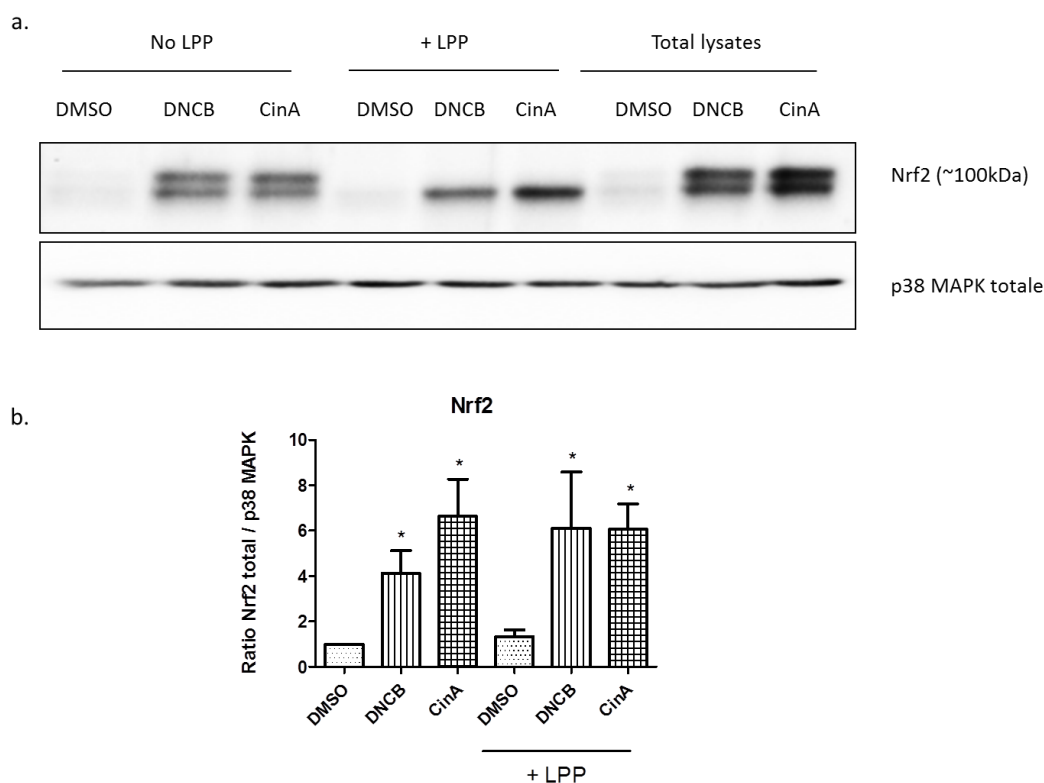 a.
No LPP + LPP Total lysates
DMSO DNCB CinA DMSO DNCB CinA DMSO DNCB CinA
Nrf2 (~100kDa)
p38 MAPK totale
b.
Nrf2
Ratio Nrf2 total / p38 MAPK
10
8
6
4
2
0
* * * *
DMSO DNCB CinA DMSO DNCB CinA
+ LPP